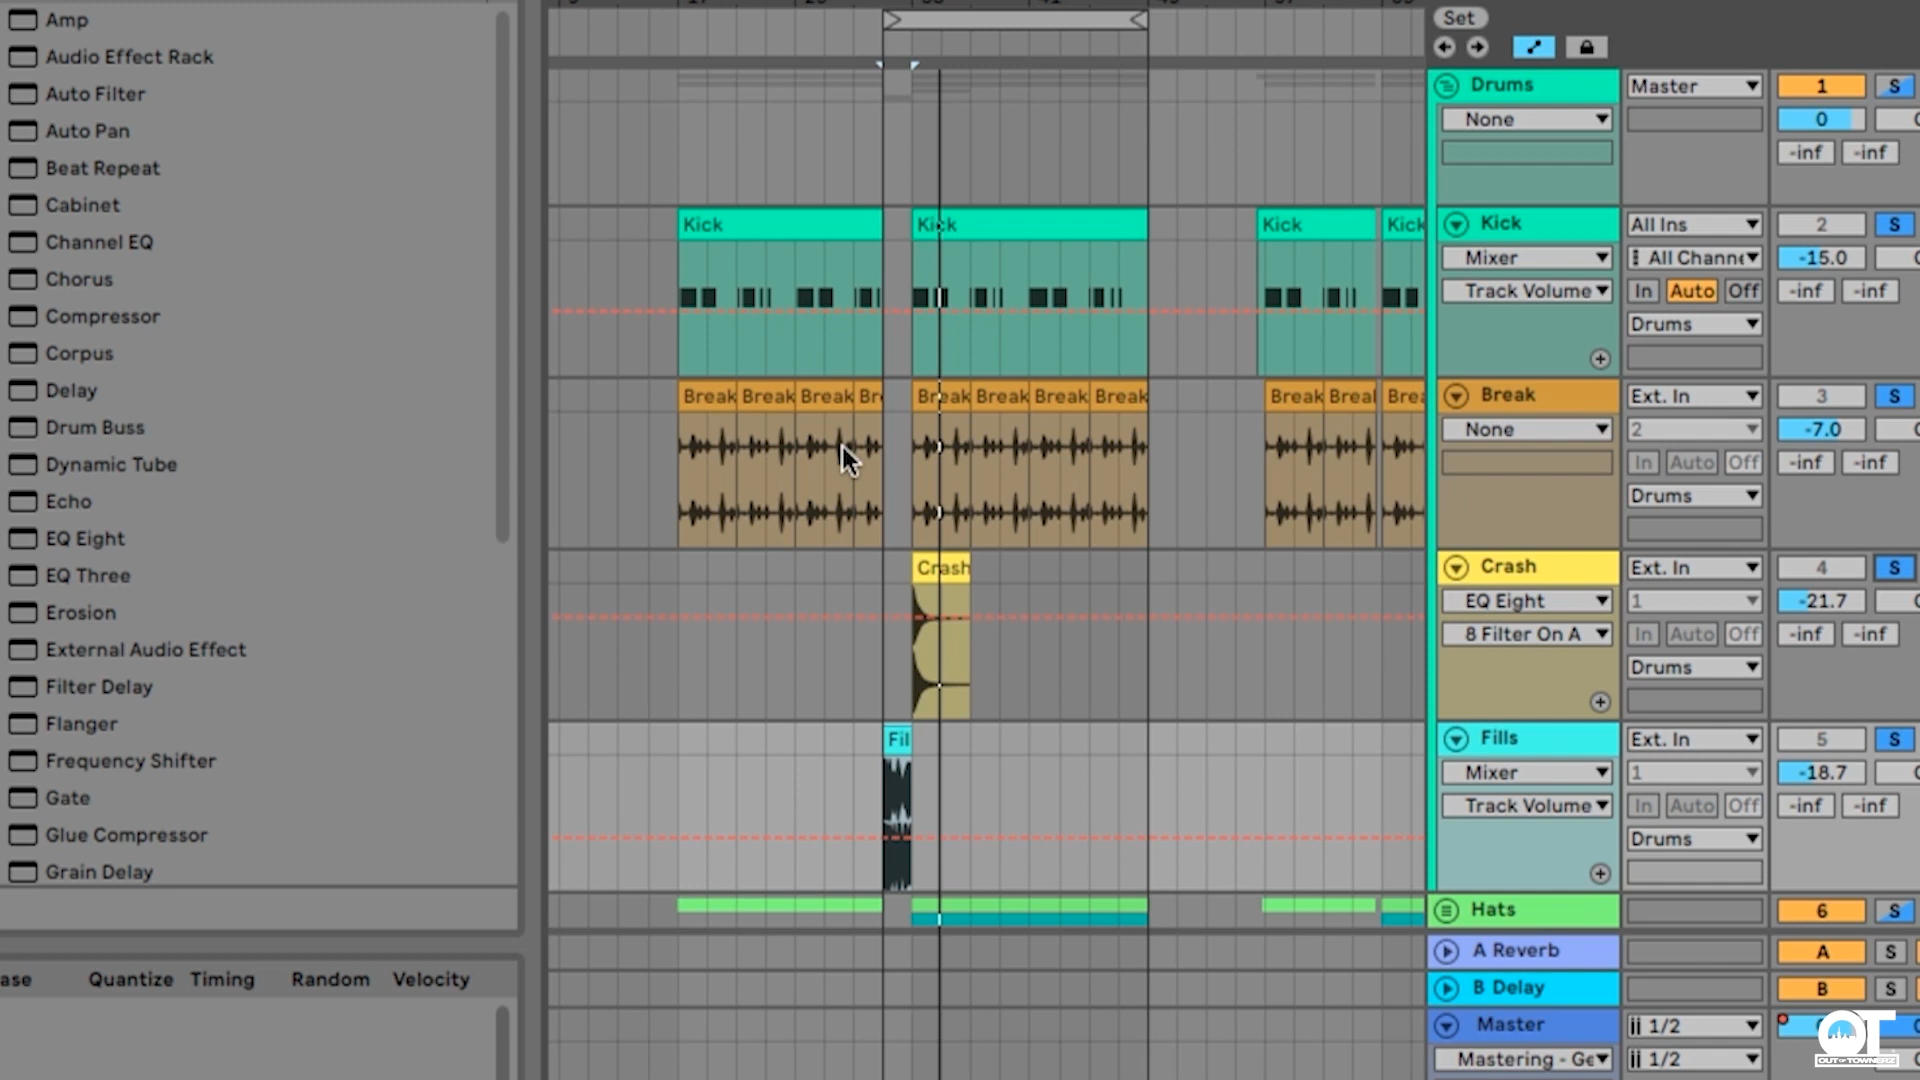 Amp
Audio Effect Rack
Auto Filter
Auto Pan
Beat Repeat
Cabinet
Channel EQ
Chorus
Compressor
Corpus
Delay
Drum Buss
Dynamic Tube
Echo
EQ Eight
EQ Three
Erosion
External Audio Effect
Filter Delay
Flanger
Frequency Shifter
Gate
Glue Compressor
Grain Delay
ase Quantize Timing Random Velocity
Kick Kick Kick Kick
Break Break Break Br Break Break Break Break Break Break Brea
Crash
Fil
Set
Drums Master 1 S
None 0
-inf -inf
Kick All Ins 2 S
Mixer All Channe -15.0
Track Volume In Auto Off -inf -inf
Drums
Break Ext. In 3 S
None 2 -7.0
In Auto Off -inf -inf
Drums
Crash Ext. In 4 S
EQ Eight 1 -21.7
8 Filter On A In Auto Off -inf -inf
Drums
Fills Ext. In 5 S
Mixer 1 -18.7
Track Volume In Auto Off -inf -inf
Drums
Hats 6 S
A Reverb A S
B Delay B S
Master 1/2
Mastering - Ge 1/2
OT
OUT OF TOWNERZ